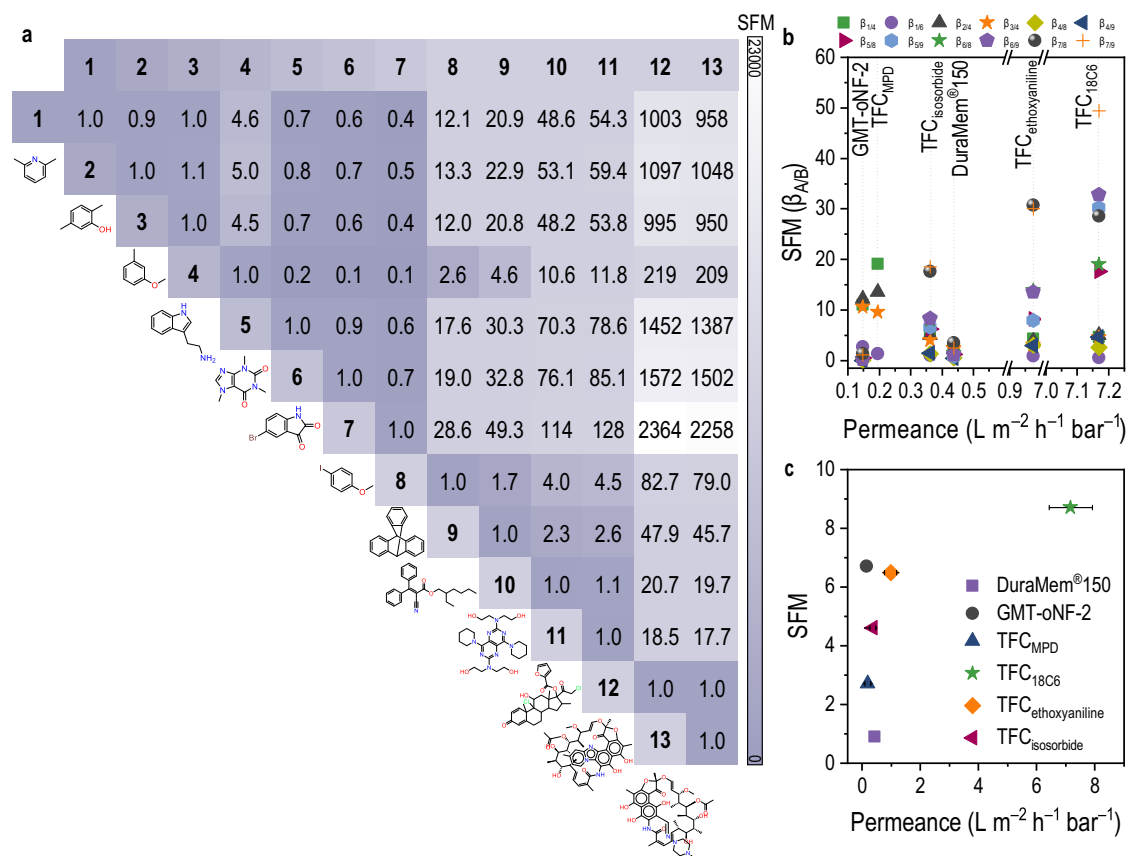 a
SFM
23000
0
1 2 3 4 5 6 7 8 9 10 11 12 13
1 1.0 0.9 1.0 4.6 0.7 0.6 0.4 12.1 20.9 48.6 54.3 1003 958
2 1.0 1.1 5.0 0.8 0.7 0.5 13.3 22.9 53.1 59.4 1097 1048
3 1.0 4.5 0.7 0.6 0.4 12.0 20.8 48.2 53.8 995 950
4 1.0 0.2 0.1 0.1 2.6 4.6 10.6 11.8 219 209
5 1.0 0.9 0.6 17.6 30.3 70.3 78.6 1452 1387
6 1.0 0.7 19.0 32.8 76.1 85.1 1572 1502
7 1.0 28.6 49.3 114 128 2364 2258
8 1.0 1.7 4.0 4.5 82.7 79.0
9 1.0 2.3 2.6 47.9 45.7
10 1.0 1.1 20.7 19.7
11 1.0 18.5 17.7
12 1.0 1.0
13 1.0
b
β1/4 β1/6 β2/4 β3/4 β4/8 β4/9
β5/8 β5/9 β6/8 β6/9 β7/8 β7/9
SFM (βA/B)
60
50
40
30
20
10
0
GMT-oNF-2
TFCMPD
TFCisosorbide
DuraMem®150
TFCethoxyaniline
TFC18C6
0.1 0.2 0.3 0.4 0.5 0.9 7.0 7.1 7.2
Permeance (L m−2 h−1 bar−1)
c
SFM
10
8
6
4
2
0
DuraMem®150
GMT-oNF-2
TFCMPD
TFC18C6
TFCethoxyaniline
TFCisosorbide
0 2 4 6 8
Permeance (L m−2 h−1 bar−1)